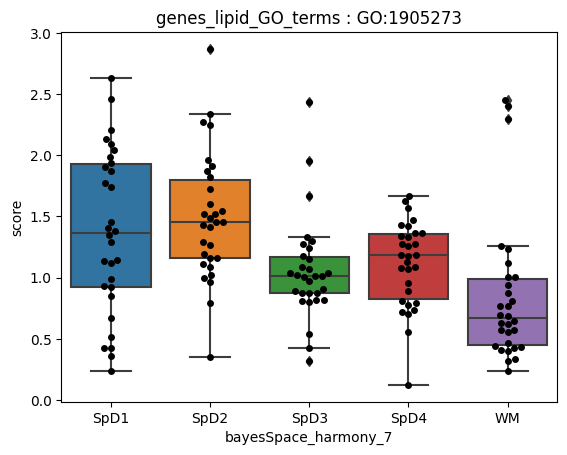 genes_lipid_GO_terms : GO:1905273
3.0
2.5
2.0
1.5
1.0
0.5
0.0
score
SpD1 SpD2 SpD3 SpD4 WM
bayesSpace_harmony_7